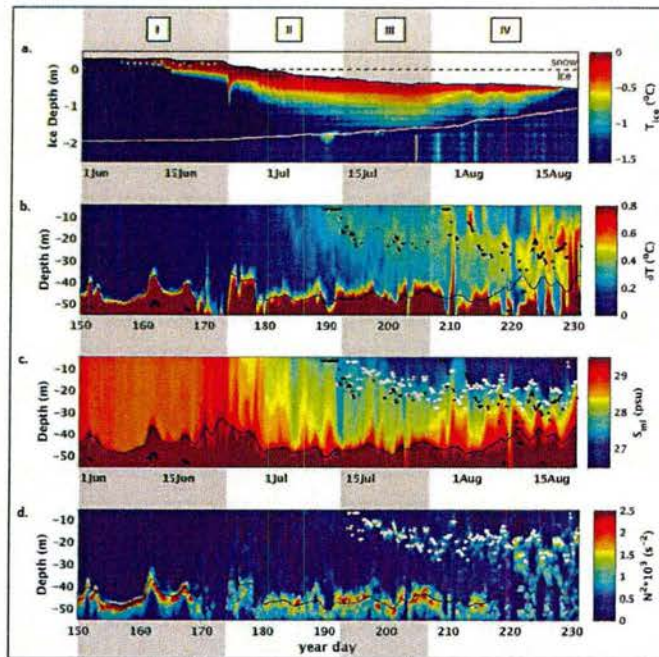 I II III IV
a.
snow
ice
Ice Depth (m)
0
-1
-2
0
-0.5
-1
-1.5
T_ice (°C)
1Jun 15Jun 1Jul 15Jul 1Aug 15Aug
b.
Depth (m)
-10
-20
-30
-40
-50
0.8
0.6
0.4
0.2
0
δT (°C)
150 160 170 180 190 200 210 220 230
c.
Depth (m)
-10
-20
-30
-40
-50
29
28
27
S_ml (psu)
1Jun 15Jun 1Jul 15Jul 1Aug 15Aug
d.
Depth (m)
-10
-20
-30
-40
-50
2.5
2
1.5
1
0.5
0
N²*10³ (s⁻²)
150 160 170 180 190 200 210 220 230
year day